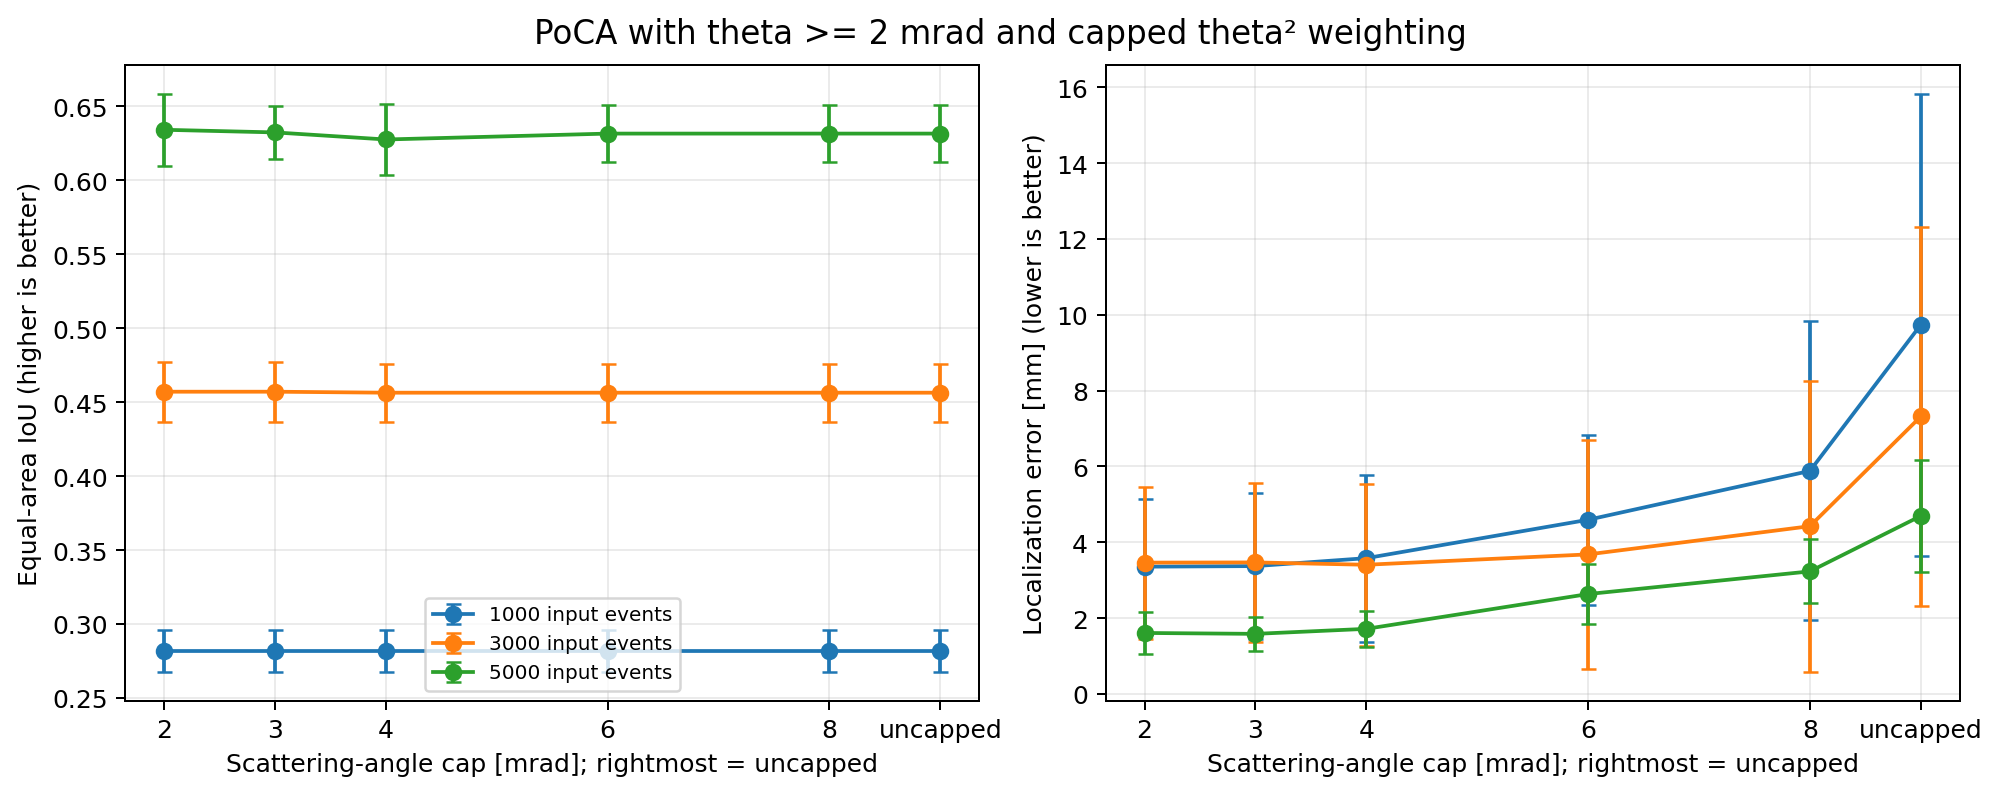 PoCA with theta >= 2 mrad and capped theta² weighting
Equal-area IoU (higher is better)
0.65
0.60
0.55
0.50
0.45
0.40
0.35
0.30
0.25
1000 input events
3000 input events
5000 input events
2 3 4 6 8 uncapped
Scattering-angle cap [mrad]; rightmost = uncapped
Localization error [mm] (lower is better)
16
14
12
10
8
6
4
2
0
2 3 4 6 8 uncapped
Scattering-angle cap [mrad]; rightmost = uncapped